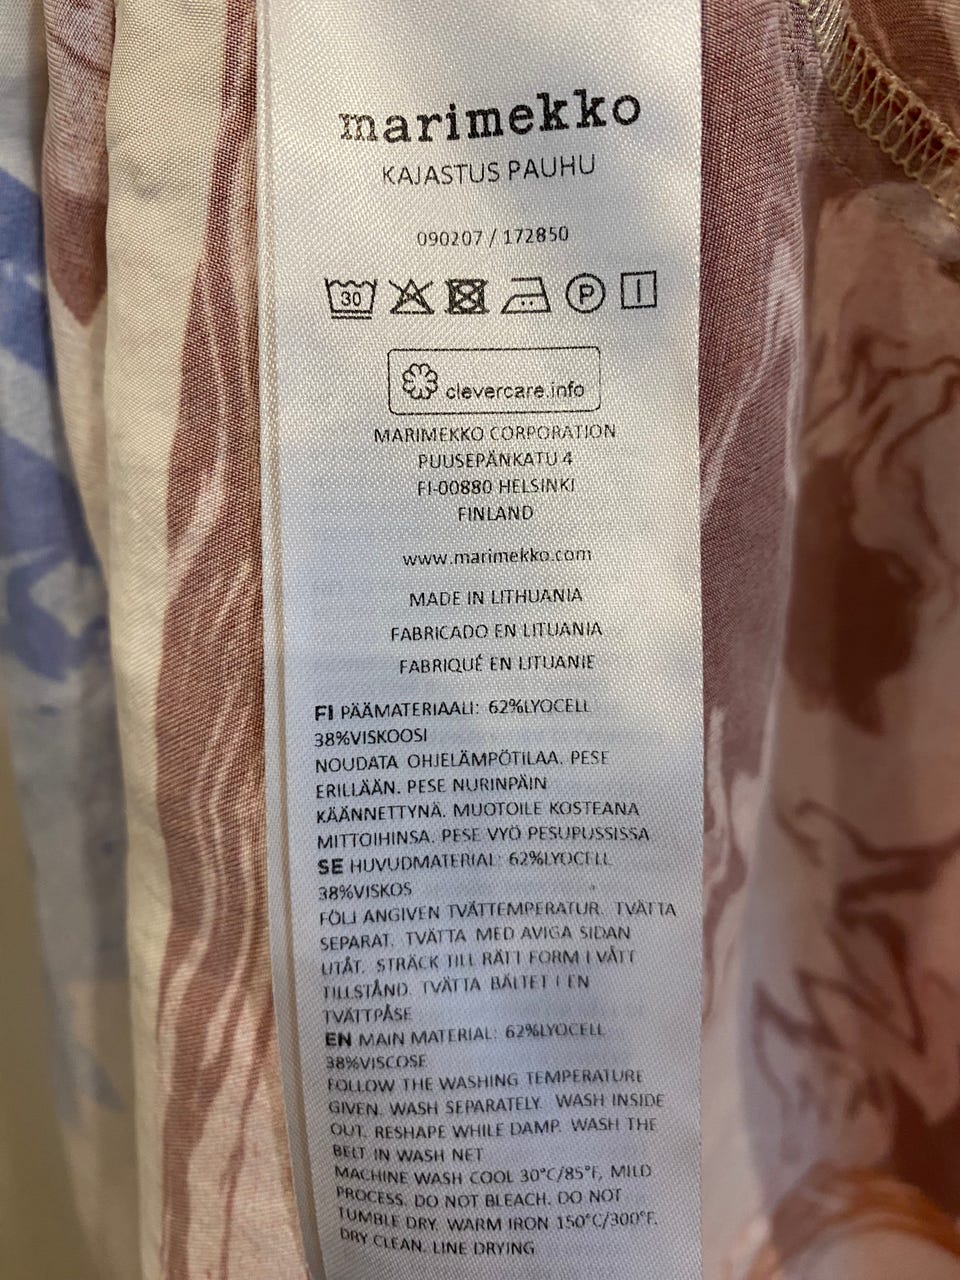 marimekko
KAJASTUS PAUHU
090207 / 172850
30 P
clevercare.info
MARIMEKKO CORPORATION
PUUSEPÄNKATU 4
FI-00880 HELSINKI
FINLAND
www.marimekko.com
MADE IN LITHUANIA
FABRICADO EN LITUANIA
FABRIQUÉ EN LITUANIE
FI PÄÄMATERIAALI: 62%LYOCELL
38%VISKOOSI
NOUDATA OHJELÄMPÖTILAA. PESE
ERILLÄÄN. PESE NURINPÄIN
KÄÄNNETTYNÄ. MUOTOILE KOSTEANA
MITTOIHINSA. PESE VYÖ PESUPUSSISSA
SE HUVUDMATERIAL: 62%LYOCELL
38%VISKOS
FÖLJ ANGIVEN TVÄTTEMPERATUR. TVÄTTA
SEPARAT. TVÄTTA MED AVIGA SIDAN
UTÅT. STRÄCK TILL RÄTT FORM I VÅTT
TILLSTÅND. TVÄTTA BÄLTET I EN
TVÄTTPÅSE
EN MAIN MATERIAL: 62%LYOCELL
38%VISCOSE
FOLLOW THE WASHING TEMPERATURE
GIVEN. WASH SEPARATELY. WASH INSIDE
OUT. RESHAPE WHILE DAMP. WASH THE
BELT IN WASH NET
MACHINE WASH COOL 30°C/85°F, MILD
PROCESS. DO NOT BLEACH. DO NOT
TUMBLE DRY. WARM IRON 150°C/300°F.
DRY CLEAN. LINE DRYING